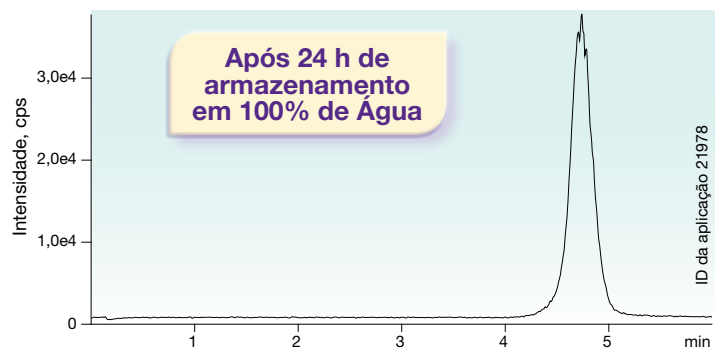 Após 24 h de
armazenamento
em 100% de Água
Intensidade, cps
3,0e4
2,0e4
1,0e4
0
1 2 3 4 5 min
ID da aplicação 21978